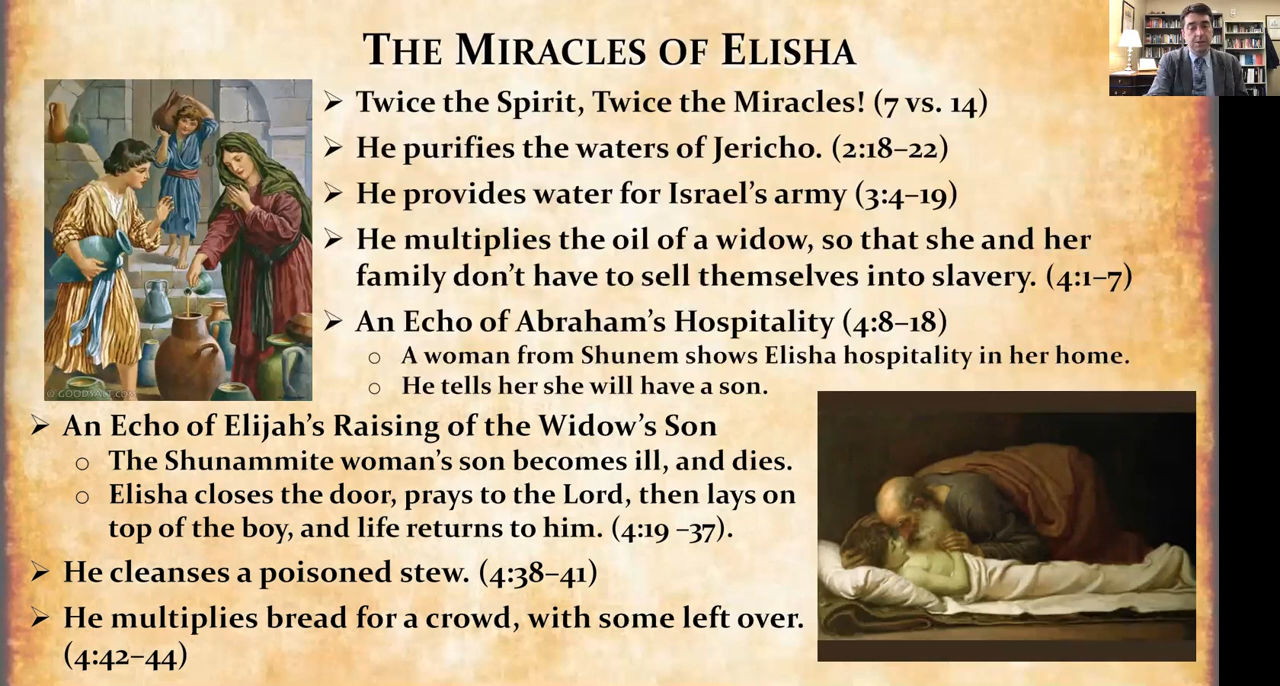 THE MIRACLES OF ELISHA
➢ Twice the Spirit, Twice the Miracles! (7 vs. 14)
➢ He purifies the waters of Jericho. (2:18–22)
➢ He provides water for Israel’s army (3:4–19)
➢ He multiplies the oil of a widow, so that she and her
family don’t have to sell themselves into slavery. (4:1–7)
➢ An Echo of Abraham’s Hospitality (4:8–18)
o A woman from Shunem shows Elisha hospitality in her home.
o He tells her she will have a son.
© GOODSALT.COM
➢ An Echo of Elijah’s Raising of the Widow’s Son
o The Shunammite woman’s son becomes ill, and dies.
o Elisha closes the door, prays to the Lord, then lays on
top of the boy, and life returns to him. (4:19 –37).
➢ He cleanses a poisoned stew. (4:38–41)
➢ He multiplies bread for a crowd, with some left over.
(4:42–44)